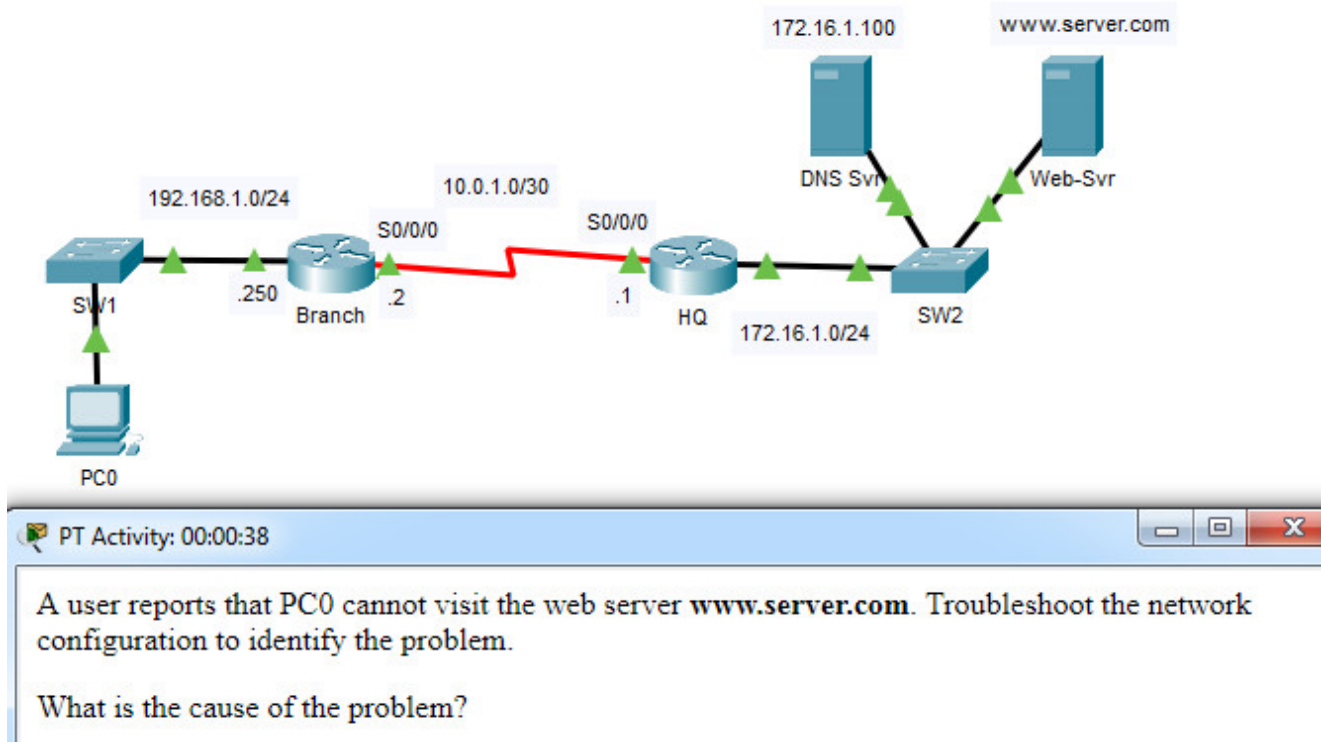 172.16.1.100
www.server.com
DNS Svr
Web-Svr
192.168.1.0/24
10.0.1.0/30
S0/0/0
S0/0/0
SW1
.250
Branch
.2
.1
HQ
172.16.1.0/24
SW2
PC0
PT Activity: 00:00:38
A user reports that PC0 cannot visit the web server www.server.com. Troubleshoot the network
configuration to identify the problem.
What is the cause of the problem?